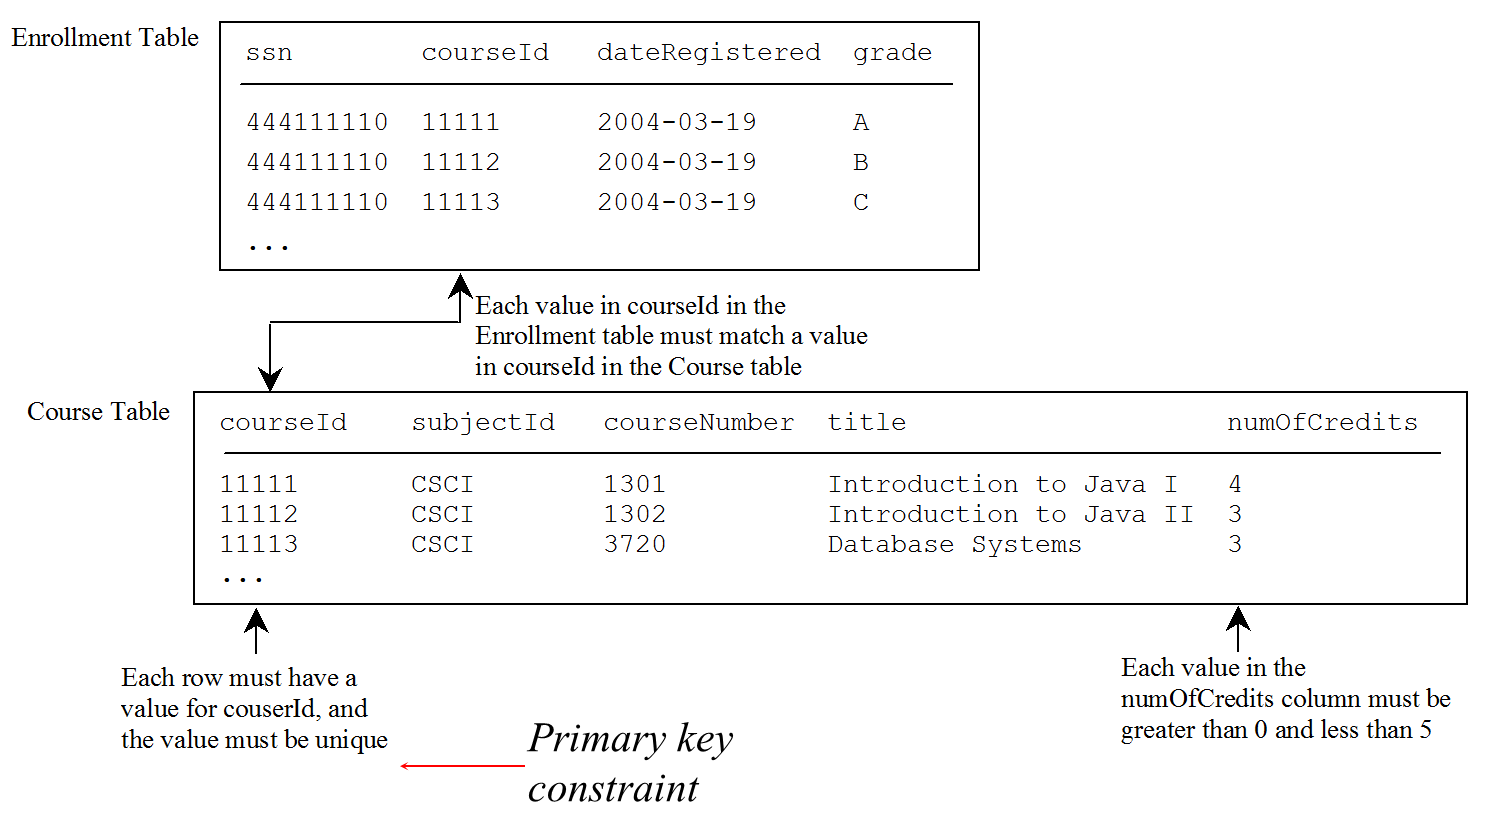 Enrollment Table
ssn courseId dateRegistered grade
444111110 11111 2004-03-19 A
444111110 11112 2004-03-19 B
444111110 11113 2004-03-19 C
...
Each value in courseId in the
Enrollment table must match a value
in courseId in the Course table
Course Table
courseId subjectId courseNumber title numOfCredits
11111 CSCI 1301 Introduction to Java I 4
11112 CSCI 1302 Introduction to Java II 3
11113 CSCI 3720 Database Systems 3
...
Each row must have a
value for couserId, and
the value must be unique
Primary key
constraint
Each value in the
numOfCredits column must be
greater than 0 and less than 5